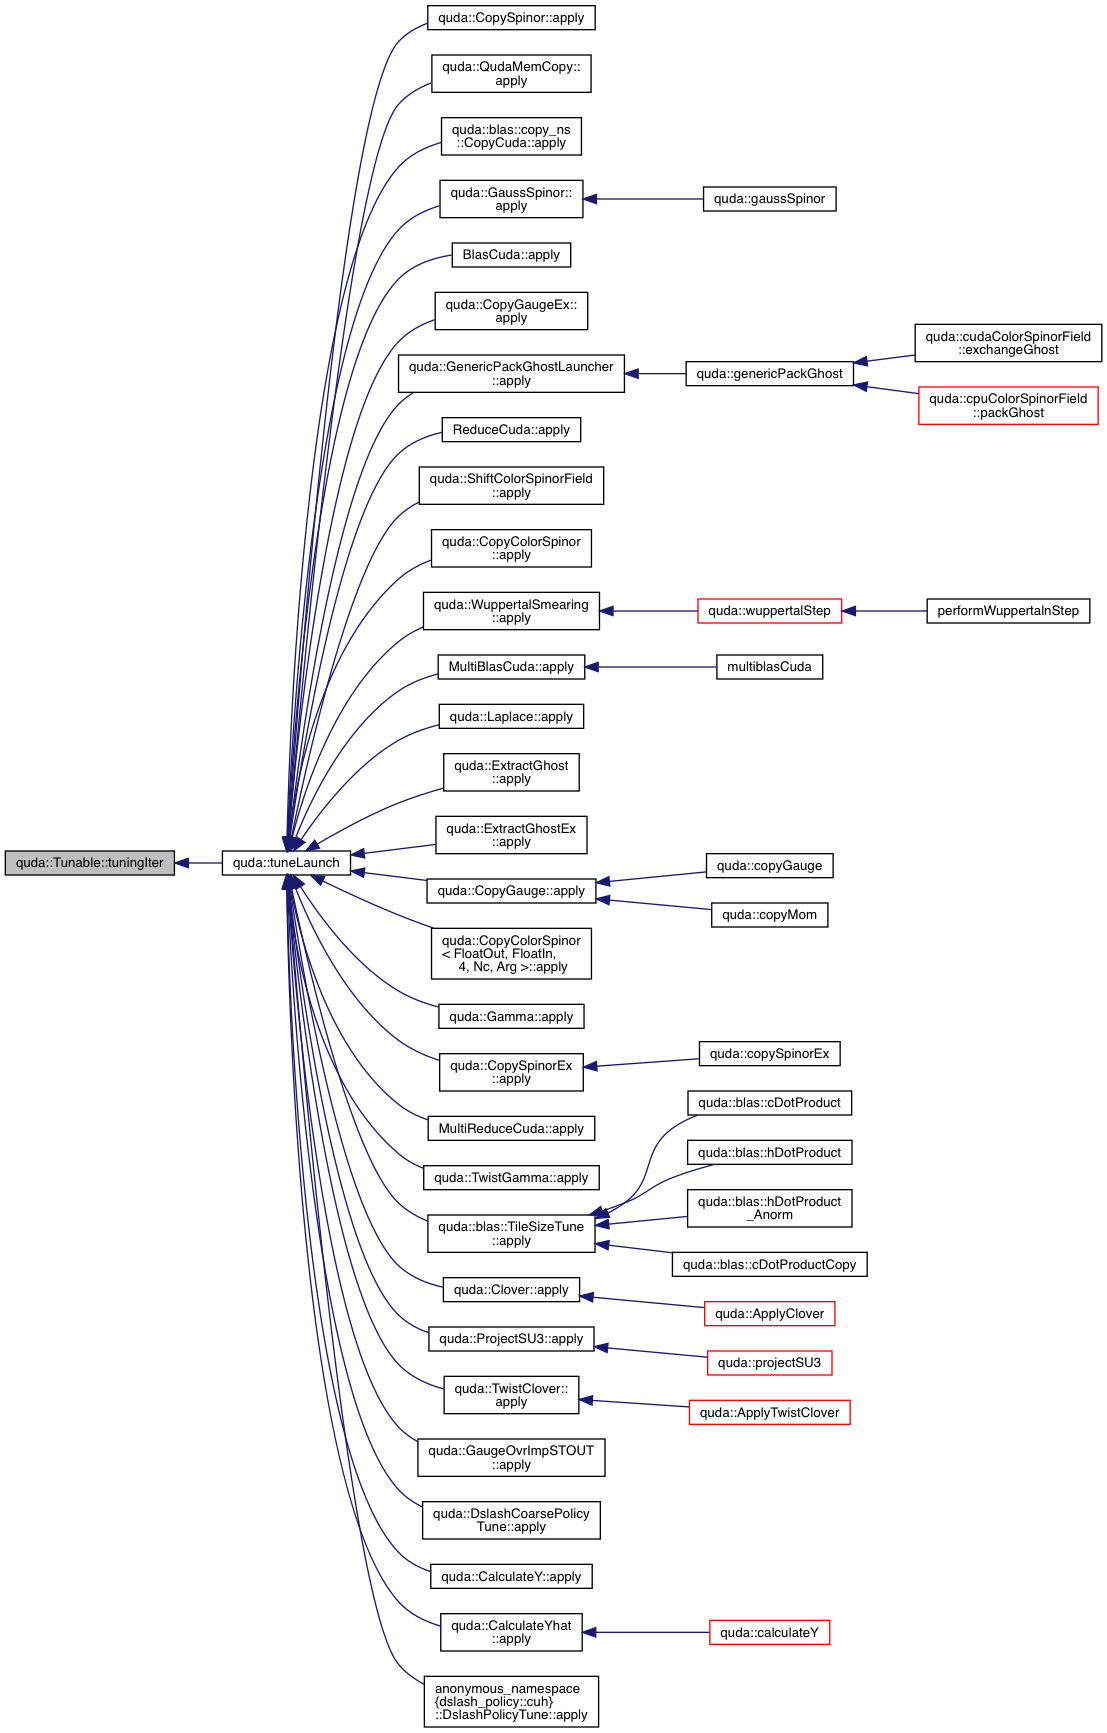 quda::CopySpinor::apply
quda::QudaMemCopy::
apply
quda::blas::copy_ns
::CopyCuda::apply
quda::GaussSpinor::
apply
quda::gaussSpinor
BlasCuda::apply
quda::CopyGaugeEx::
apply
quda::GenericPackGhostLauncher
::apply
quda::genericPackGhost
quda::cudaColorSpinorField
::exchangeGhost
quda::cpuColorSpinorField
::packGhost
ReduceCuda::apply
quda::ShiftColorSpinorField
::apply
quda::CopyColorSpinor
::apply
quda::WuppertalSmearing
::apply
quda::wuppertalStep
performWuppertalnStep
MultiBlasCuda::apply
multiblasCuda
quda::Laplace::apply
quda::ExtractGhost
::apply
quda::ExtractGhostEx
::apply
quda::Tunable::tuningIter
quda::tuneLaunch
quda::CopyGauge::apply
quda::copyGauge
quda::copyMom
quda::CopyColorSpinor
< FloatOut, FloatIn,
4, Nc, Arg >::apply
quda::Gamma::apply
quda::CopySpinorEx
::apply
quda::copySpinorEx
MultiReduceCuda::apply
quda::TwistGamma::apply
quda::blas::TileSizeTune
::apply
quda::blas::cDotProduct
quda::blas::hDotProduct
quda::blas::hDotProduct
_Anorm
quda::blas::cDotProductCopy
quda::Clover::apply
quda::ApplyClover
quda::ProjectSU3::apply
quda::projectSU3
quda::TwistClover::
apply
quda::ApplyTwistClover
quda::GaugeOvrImpSTOUT
::apply
quda::DslashCoarsePolicy
Tune::apply
quda::CalculateY::apply
quda::CalculateYhat
::apply
quda::calculateY
anonymous_namespace
{dslash_policy::cuh}
::DslashPolicyTune::apply